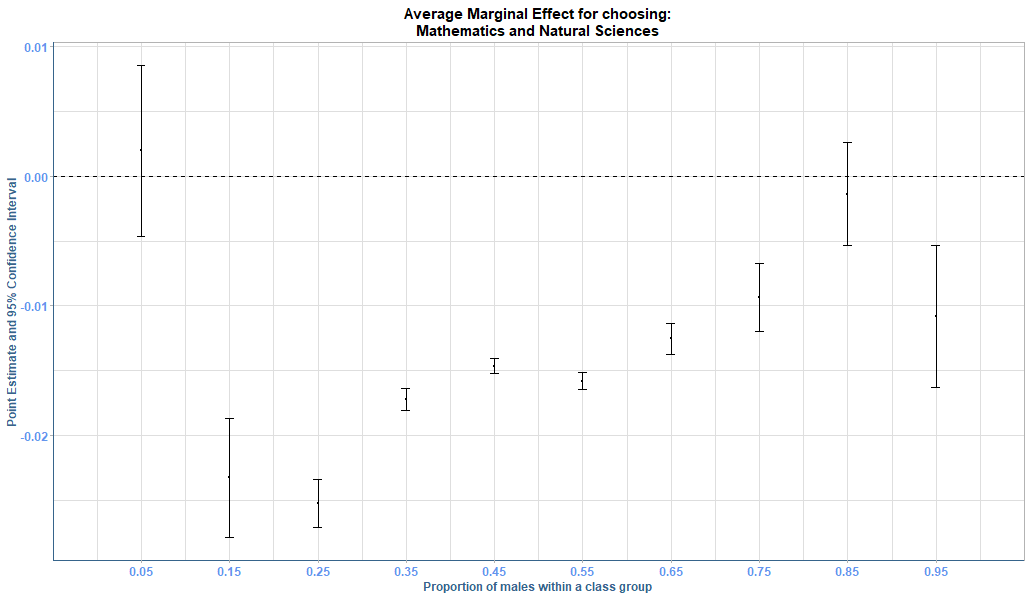 Average Marginal Effect for choosing:
Mathematics and Natural Sciences
Point Estimate and 95% Confidence Interval
0.01
0.00
-0.01
-0.02
0.05 0.15 0.25 0.35 0.45 0.55 0.65 0.75 0.85 0.95
Proportion of males within a class group